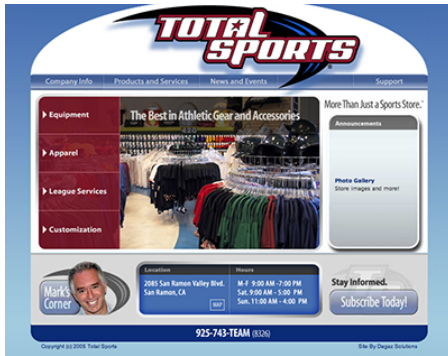 TOTAL
SPORTS
Company Info Products and Services News and Events Support
More Than Just a Sports Store.
Equipment
Apparel
League Services
Customization
The Best in Athletic Gear and Accessories
Announcements
Photo Gallery
Store images and more!
Mark's
Corner
Location
2085 San Ramon Valley Blvd.
San Ramon, CA
MAP
Hours
M-F 9:00 AM -7:00 PM
Sat. 9:00 AM - 5:00 PM
Sun. 11:00 AM - 4:00 PM
Stay Informed.
Subscribe Today!
925-743-TEAM (8326)
Copyright (c) 2005 Total Sports
Site By Dagaz Solutions